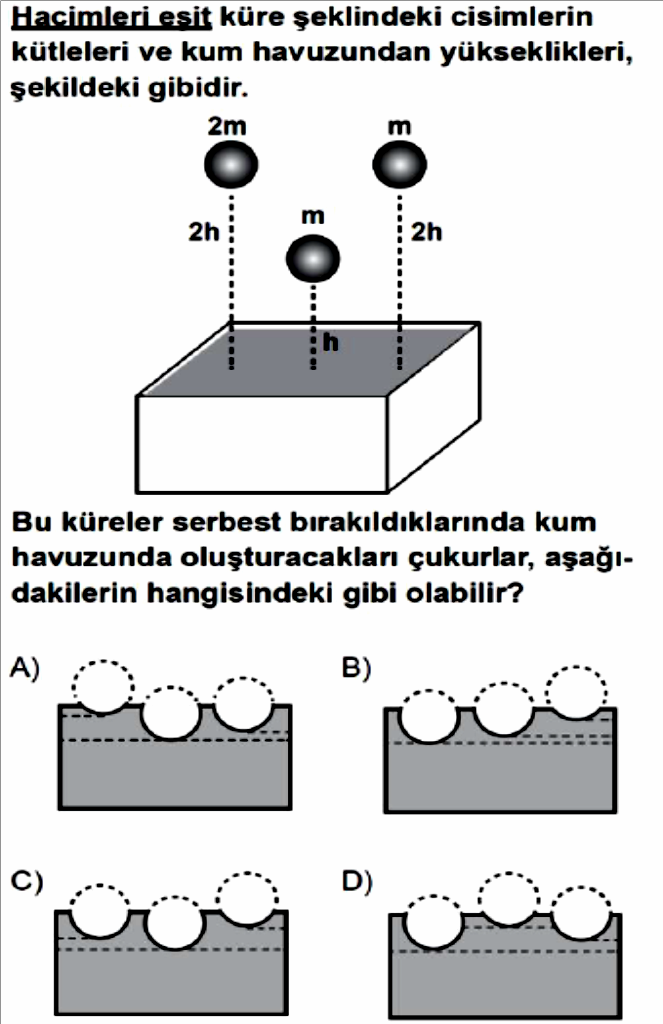 Hacimleri eşit küre şeklindeki cisimlerin
kütleleri ve kum havuzundan yükseklikleri,
şekildeki gibidir.
2m
m
m
2h
2h
h
Bu küreler serbest bırakıldıklarında kum
havuzunda oluşturacakları çukurlar, aşağı-
dakilerin hangisindeki gibi olabilir?
A)
B)
C)
D)